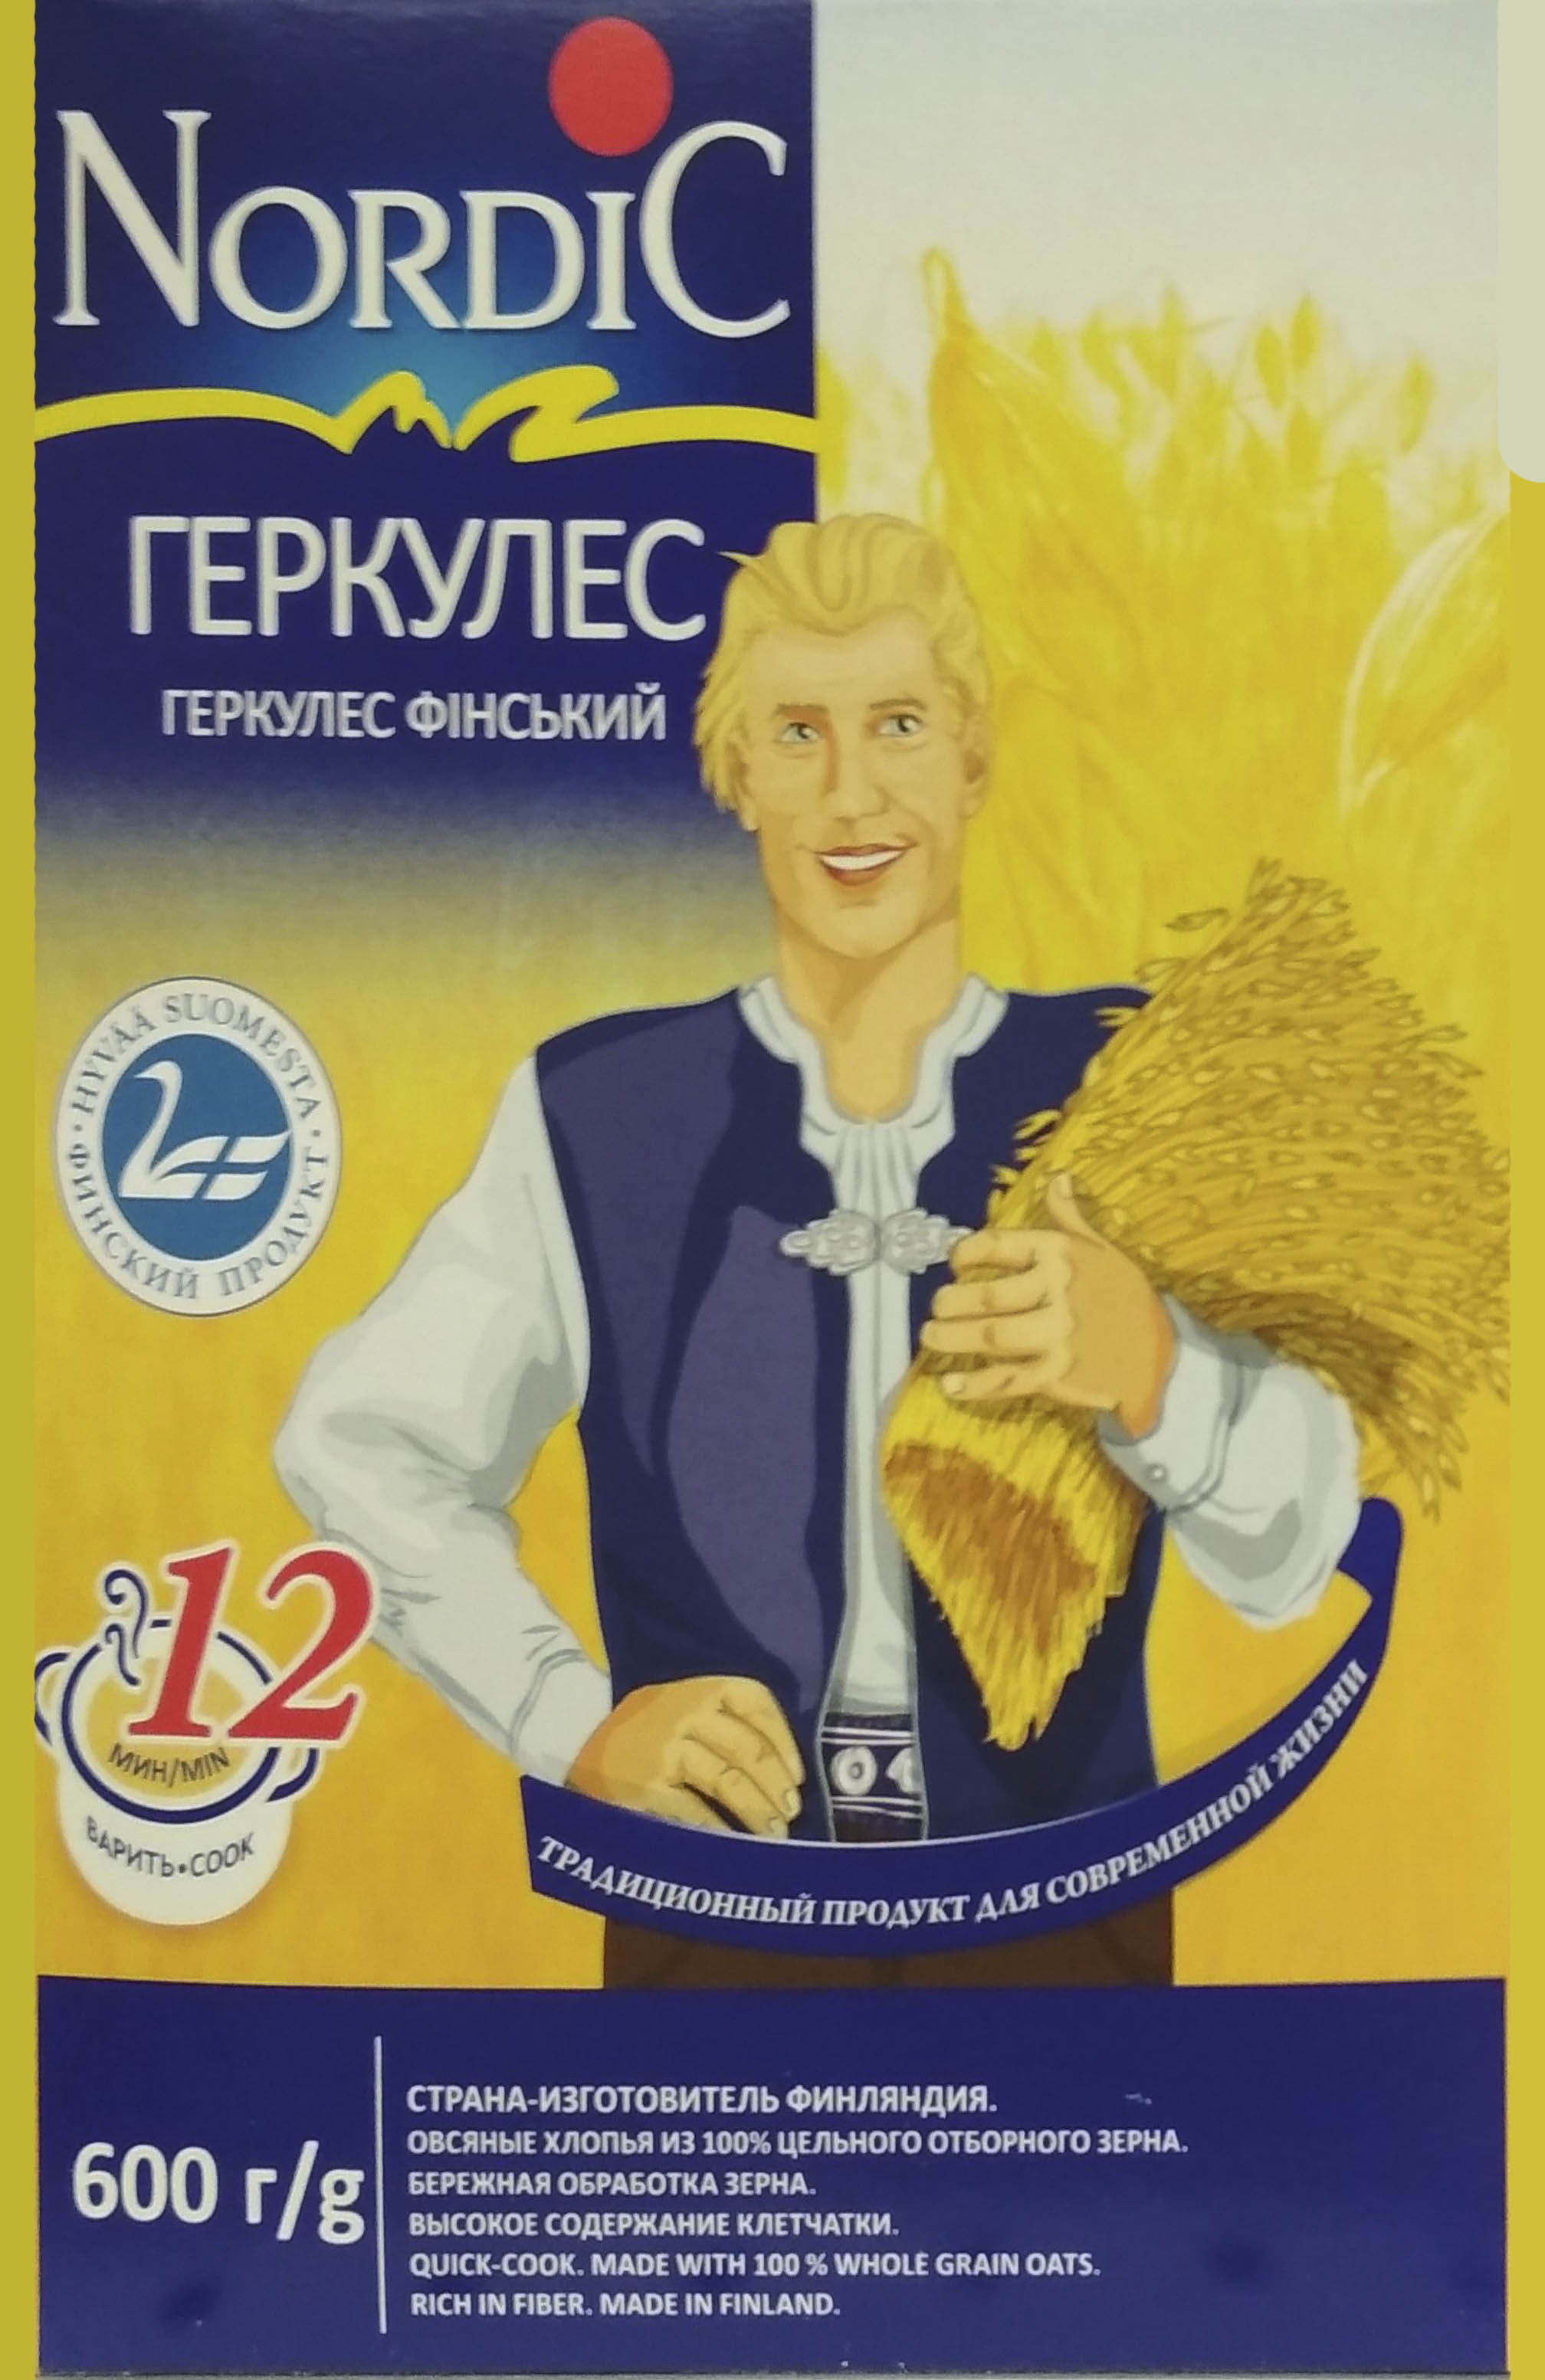 NORDIC
ГЕРКУЛЕС
ГЕРКУЛЕС ФІНСЬКИЙ
· HYVÄÄ SUOMESTA ·
ФИНСКИЙ ПРОДУКТ
12
МИН/MIN
ВАРИТЬ•COOK
ТРАДИЦИОННЫЙ ПРОДУКТ ДЛЯ СОВРЕМЕННОЙ ЖИЗНИ
600 г/g
СТРАНА-ИЗГОТОВИТЕЛЬ ФИНЛЯНДИЯ.
ОВСЯНЫЕ ХЛОПЬЯ ИЗ 100% ЦЕЛЬНОГО ОТБОРНОГО ЗЕРНА.
БЕРЕЖНАЯ ОБРАБОТКА ЗЕРНА.
ВЫСОКОЕ СОДЕРЖАНИЕ КЛЕТЧАТКИ.
QUICK-COOK. MADE WITH 100 % WHOLE GRAIN OATS.
RICH IN FIBER. MADE IN FINLAND.